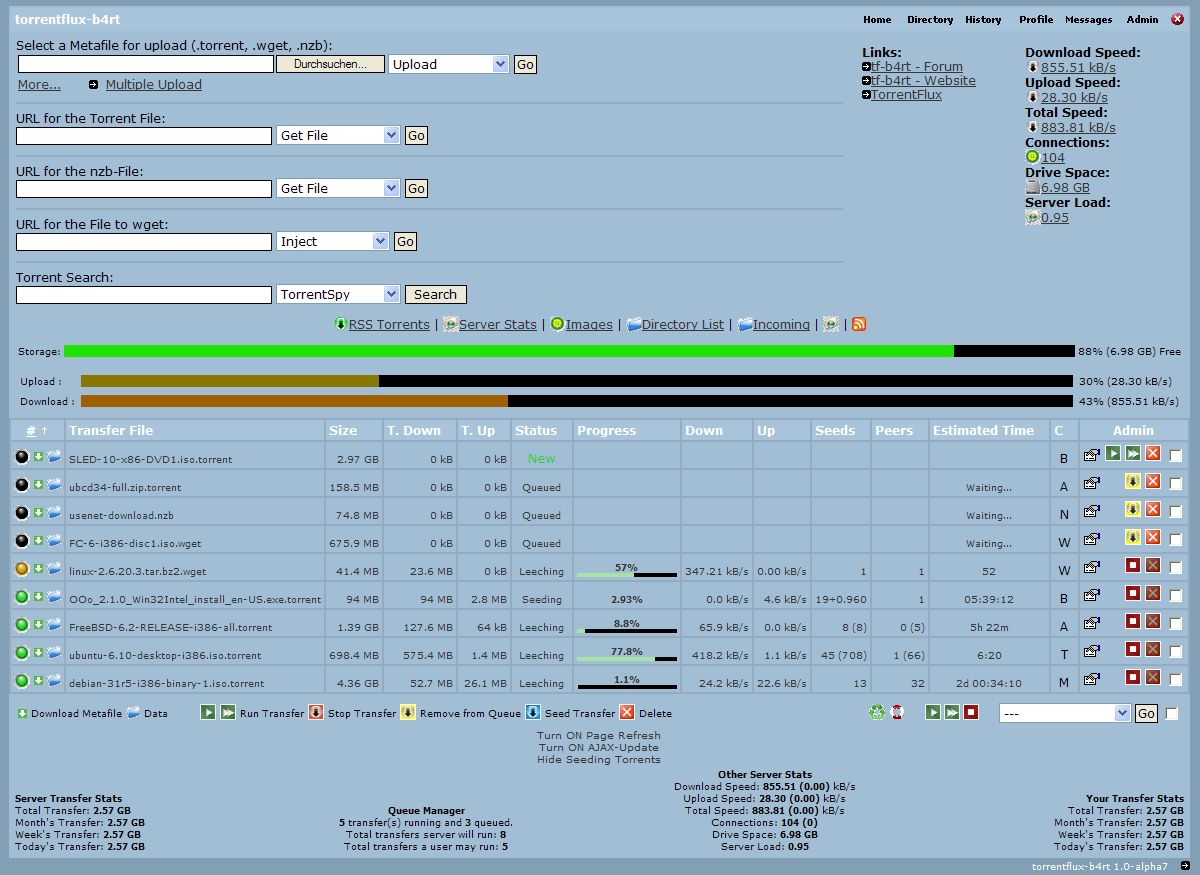 torrentflux-b4rt
Home Directory History Profile Messages Admin
Select a Metafile for upload (.torrent, .wget, .nzb):
Durchsuchen... Upload Go
More... Multiple Upload
URL for the Torrent File:
Get File Go
URL for the nzb-File:
Get File Go
URL for the File to wget:
Inject Go
Torrent Search:
TorrentSpy Search
Links:
tf-b4rt - Forum
tf-b4rt - Website
TorrentFlux
Download Speed:
855.51 kB/s
Upload Speed:
28.30 kB/s
Total Speed:
883.81 kB/s
Connections:
104
Drive Space:
6.98 GB
Server Load:
0.95
RSS Torrents | Server Stats | Images | Directory List | Incoming | |
Storage: 88% (6.98 GB) Free
Upload : 30% (28.30 kB/s)
Download : 43% (855.51 kB/s)
# ↑ Transfer File Size T. Down T. Up Status Progress Down Up Seeds Peers Estimated Time C Admin
SLED-10-x86-DVD1.iso.torrent 2.97 GB 0 kB 0 kB New B
ubcd34-full.zip.torrent 158.5 MB 0 kB 0 kB Queued Waiting... A
usenet-download.nzb 74.8 MB 0 kB 0 kB Queued Waiting... N
FC-6-i386-disc1.iso.wget 675.9 MB 0 kB 0 kB Queued Waiting... W
linux-2.6.20.3.tar.bz2.wget 41.4 MB 23.6 MB 0 kB Leeching 57% 347.21 kB/s 0.00 kB/s 1 1 52 W
OOo_2.1.0_Win32Intel_install_en-US.exe.torrent 94 MB 94 MB 2.8 MB Seeding 2.93% 0.0 kB/s 4.6 kB/s 19+0.960 1 05:39:12 B
FreeBSD-6.2-RELEASE-i386-all.torrent 1.39 GB 127.6 MB 64 kB Leeching 8.8% 65.9 kB/s 0.0 kB/s 8 (8) 0 (5) 5h 22m A
ubuntu-6.10-desktop-i386.iso.torrent 698.4 MB 575.4 MB 1.4 MB Leeching 77.8% 418.2 kB/s 1.1 kB/s 45 (708) 1 (66) 6:20 T
debian-31r5-i386-binary-1.iso.torrent 4.36 GB 52.7 MB 26.1 MB Leeching 1.1% 24.2 kB/s 22.6 kB/s 13 32 2d 00:34:10 M
Download Metafile Data Run Transfer Stop Transfer Remove from Queue Seed Transfer Delete --- Go
Turn ON Page Refresh
Turn ON AJAX-Update
Hide Seeding Torrents
Server Transfer Stats
Total Transfer: 2.57 GB
Month's Transfer: 2.57 GB
Week's Transfer: 2.57 GB
Today's Transfer: 2.57 GB
Queue Manager
5 transfer(s) running and 3 queued.
Total transfers server will run: 8
Total transfers a user may run: 5
Other Server Stats
Download Speed: 855.51 (0.00) kB/s
Upload Speed: 28.30 (0.00) kB/s
Total Speed: 883.81 (0.00) kB/s
Connections: 104 (0)
Drive Space: 6.98 GB
Server Load: 0.95
Your Transfer Stats
Total Transfer: 2.57 GB
Month's Transfer: 2.57 GB
Week's Transfer: 2.57 GB
Today's Transfer: 2.57 GB
torrentflux-b4rt 1.0-alpha7